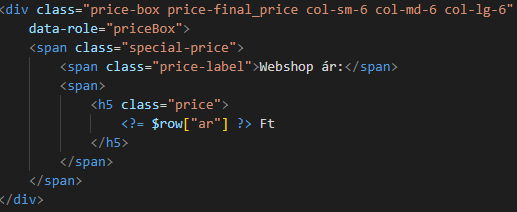 <div class="price-box price-final_price col-sm-6 col-md-6 col-lg-6"
    data-role="priceBox">
    <span class="special-price">
        <span class="price-label">Webshop ár:</span>
        <span>
            <h5 class="price">
                <?= $row["ar"] ?> Ft
            </h5>
        </span>
    </span>
</div>